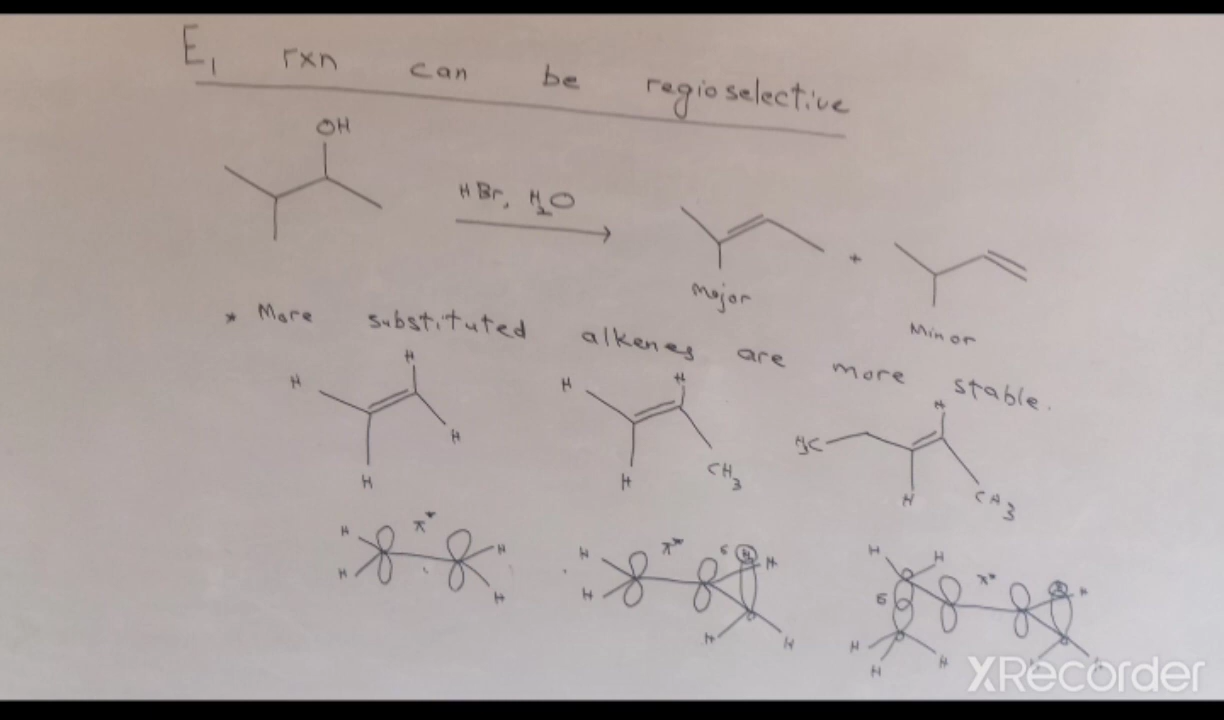 E₁ rxn can be regioselective
OH
HBr, H₂O
+
Major
Minor
* More substituted alkenes are more stable.
H H H H
H H H CH₃
H₃C H H CH₃
H H π* H H
H H π* σ H H H H
H H σ H H H π* H H H
XRecorder